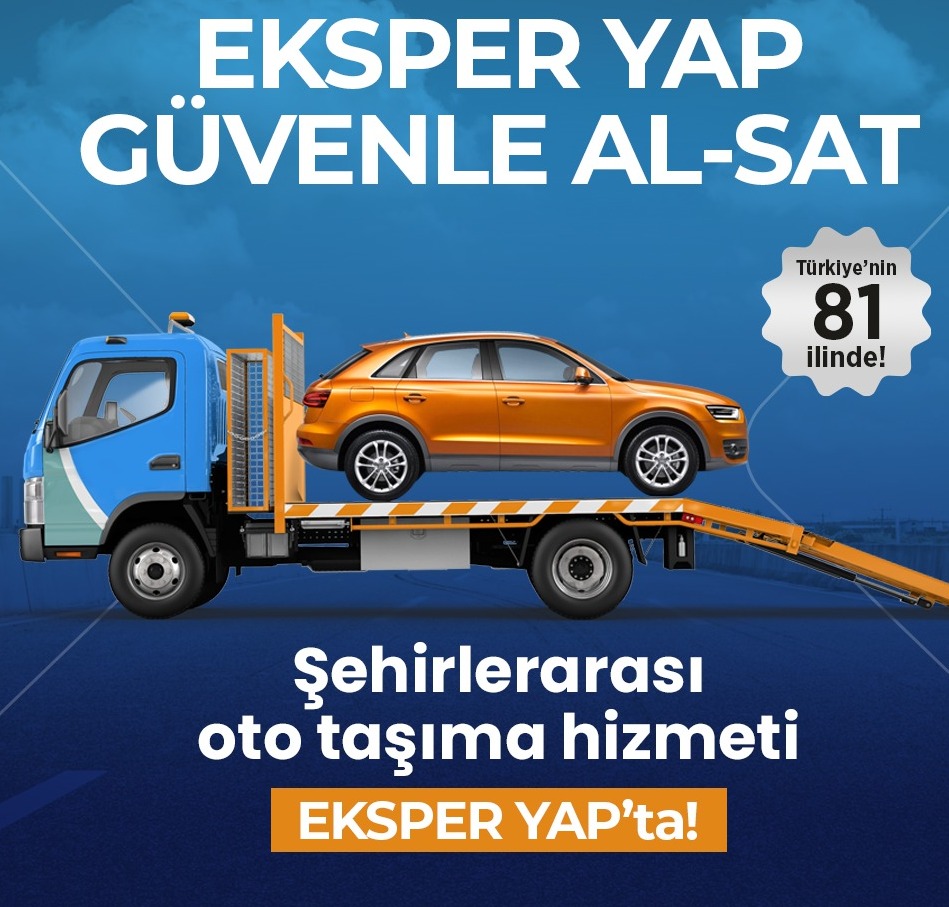 EKSPER YAP
GÜVENLE AL-SAT
Türkiye'nin
81
ilinde!
Şehirlerarası
oto taşıma hizmeti
EKSPER YAP'ta!